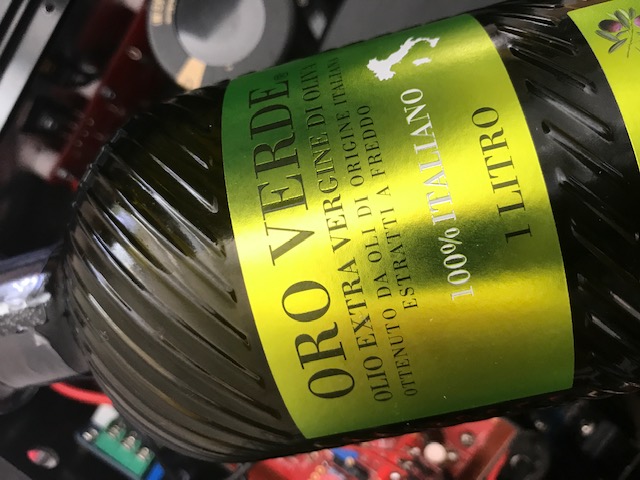 ORO VERDE®
OLIO EXTRA VERGINE DI OLIVA
OTTENUTO DA OLI DI ORIGINE ITALIANA
ESTRATTI A FREDDO
100% ITALIANO
1 LITRO